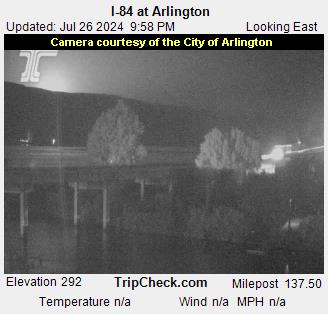 I-84 at Arlington
Updated: Jul 26 2024 9:58 PM Looking East
Camera courtesy of the City of Arlington
Elevation 292 TripCheck.com Milepost 137.50
Temperature n/a Wind n/a MPH n/a